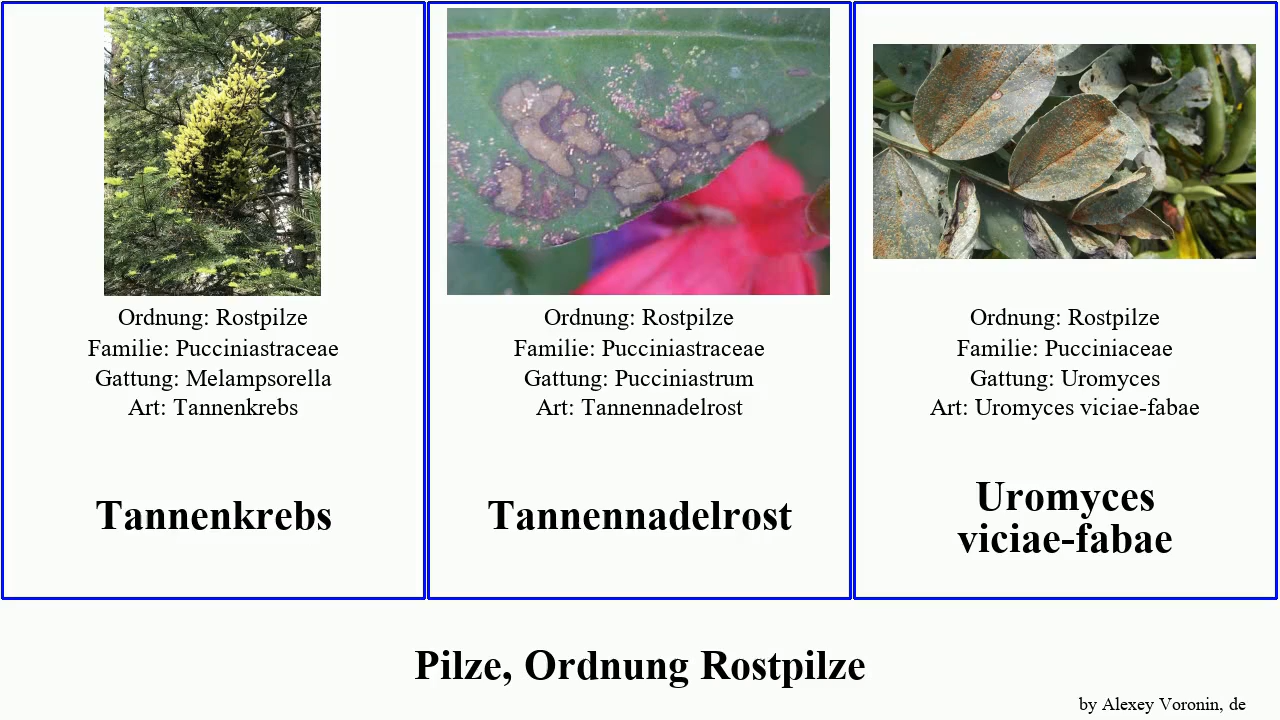 Ordnung: Rostpilze
Familie: Pucciniastraceae
Gattung: Melampsorella
Art: Tannenkrebs
Tannenkrebs
Ordnung: Rostpilze
Familie: Pucciniastraceae
Gattung: Pucciniastrum
Art: Tannennadelrost
Tannennadelrost
Ordnung: Rostpilze
Familie: Pucciniaceae
Gattung: Uromyces
Art: Uromyces viciae-fabae
Uromyces
viciae-fabae
Pilze, Ordnung Rostpilze
by Alexey Voronin, de